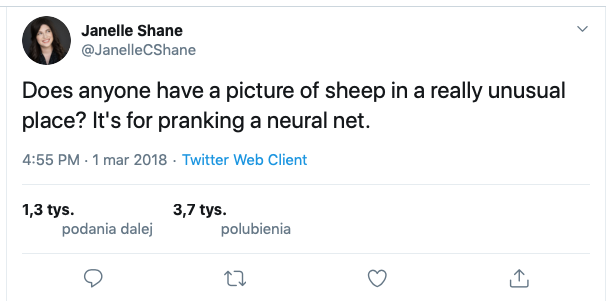 Janelle Shane
@JanelleCShane
Does anyone have a picture of sheep in a really unusual
place? It's for pranking a neural net.
4:55 PM · 1 mar 2018 · Twitter Web Client
1,3 tys. 3,7 tys.
podania dalej polubienia